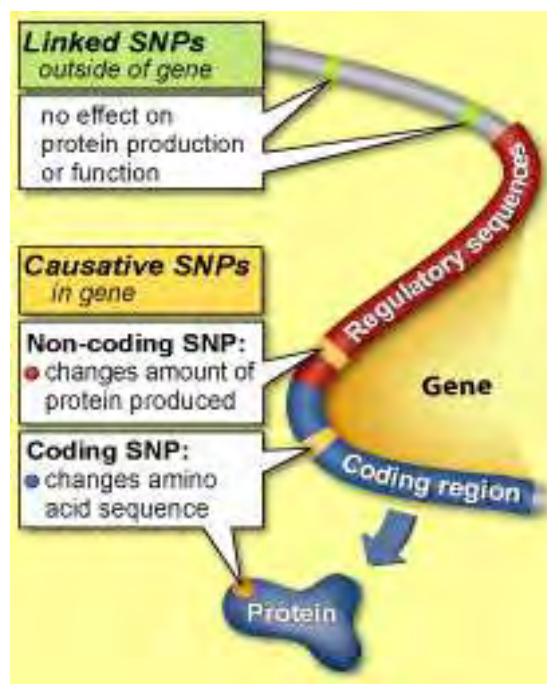 Linked SNPs
outside of gene
no effect on
protein production
or function
Regulatory sequences
Causative SNPs
in gene
Non-coding SNP:
changes amount of
protein produced
Gene
Coding SNP:
changes amino
acid sequence
Coding region
Protein